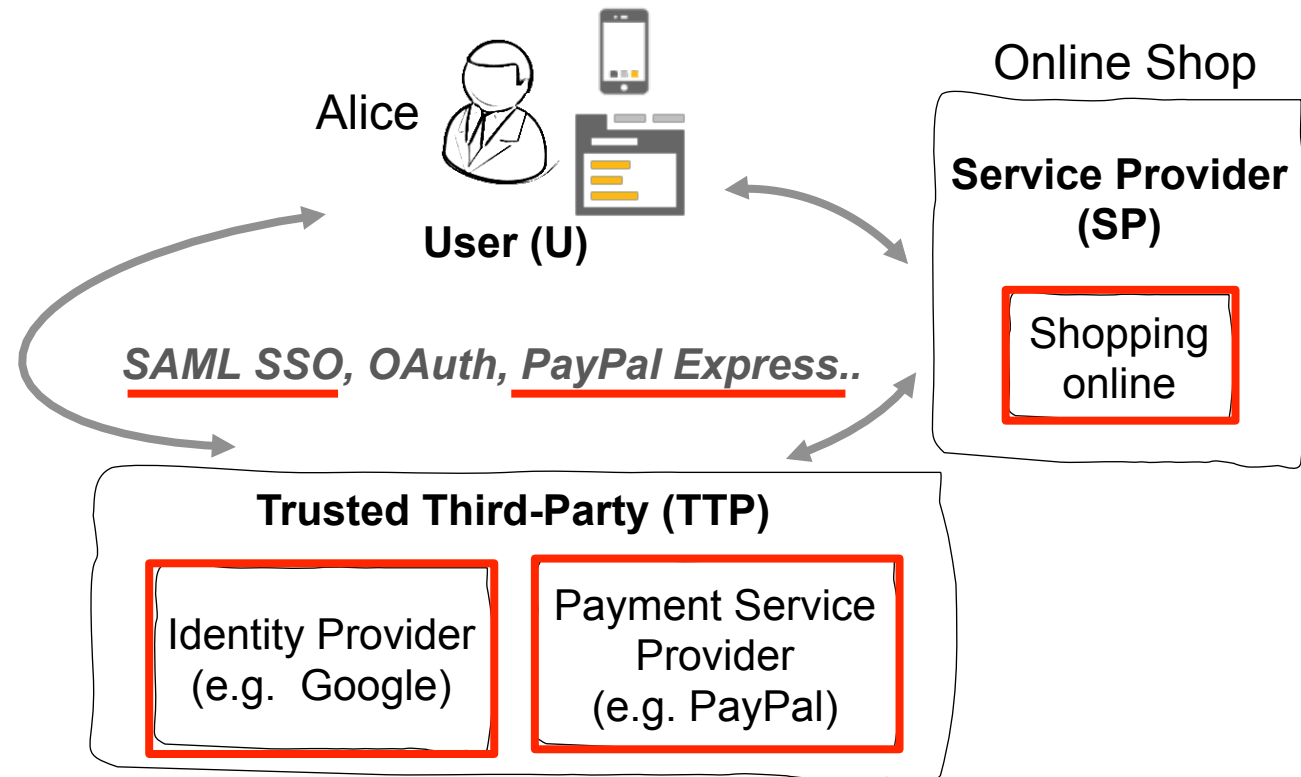 Online Shop
Alice
Service Provider
(SP)
User (U)
Shopping
online
SAML SSO, OAuth, PayPal Express..
Trusted Third-Party (TTP)
Identity Provider
(e.g. Google)
Payment Service
Provider
(e.g. PayPal)